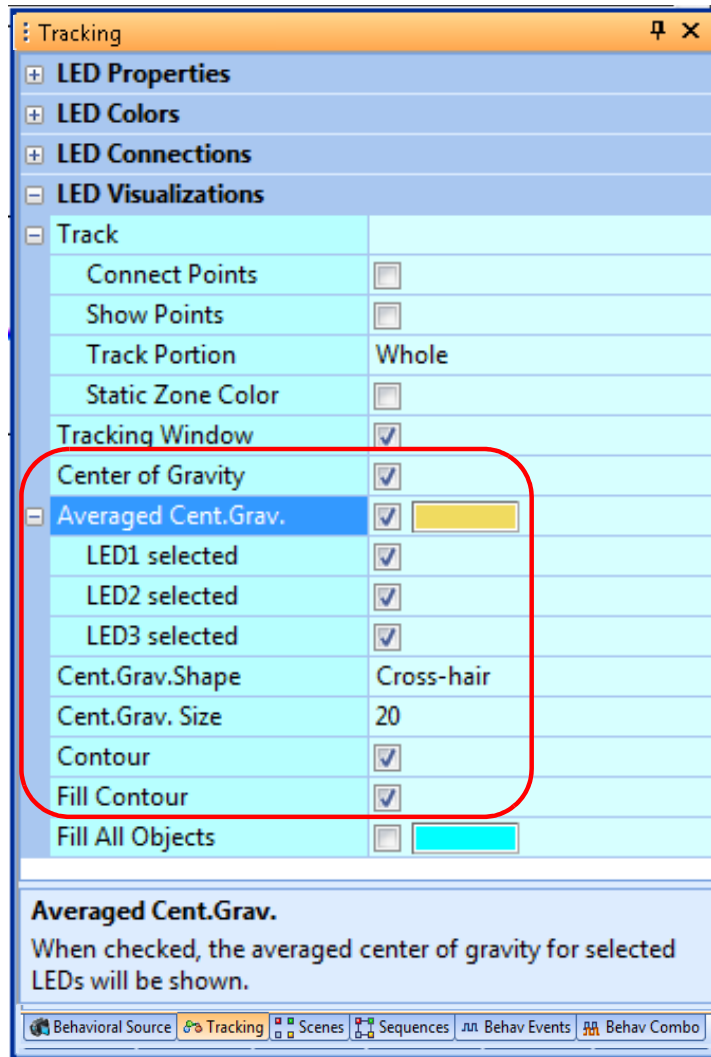 Tracking
LED Properties
LED Colors
LED Connections
LED Visualizations
Track
Connect Points
Show Points
Track Portion Whole
Static Zone Color
Tracking Window
Center of Gravity
Averaged Cent.Grav.
LED1 selected
LED2 selected
LED3 selected
Cent.Grav.Shape Cross-hair
Cent.Grav. Size 20
Contour
Fill Contour
Fill All Objects
Averaged Cent.Grav.
When checked, the averaged center of gravity for selected
LEDs will be shown.
Behavioral Source Tracking Scenes Sequences Behav Events Behav Combo